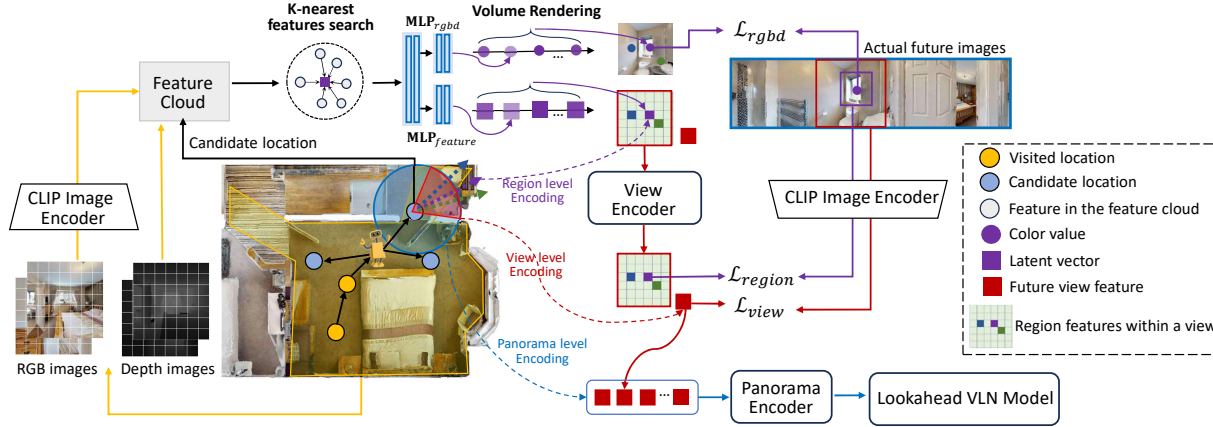 K-nearest
features search
MLP_rgbd
Volume Rendering
...
ℒ_rgbd
Actual future images
Feature
Cloud
...
MLP_feature
Candidate location
CLIP Image
Encoder
Region level
Encoding
View
Encoder
CLIP Image Encoder
View level
Encoding
ℒ_region
ℒ_view
RGB images
Depth images
Panorama level
Encoding
...
Panorama
Encoder
Lookahead VLN Model
Visited location
Candidate location
Feature in the feature cloud
Color value
Latent vector
Future view feature
Region features within a view